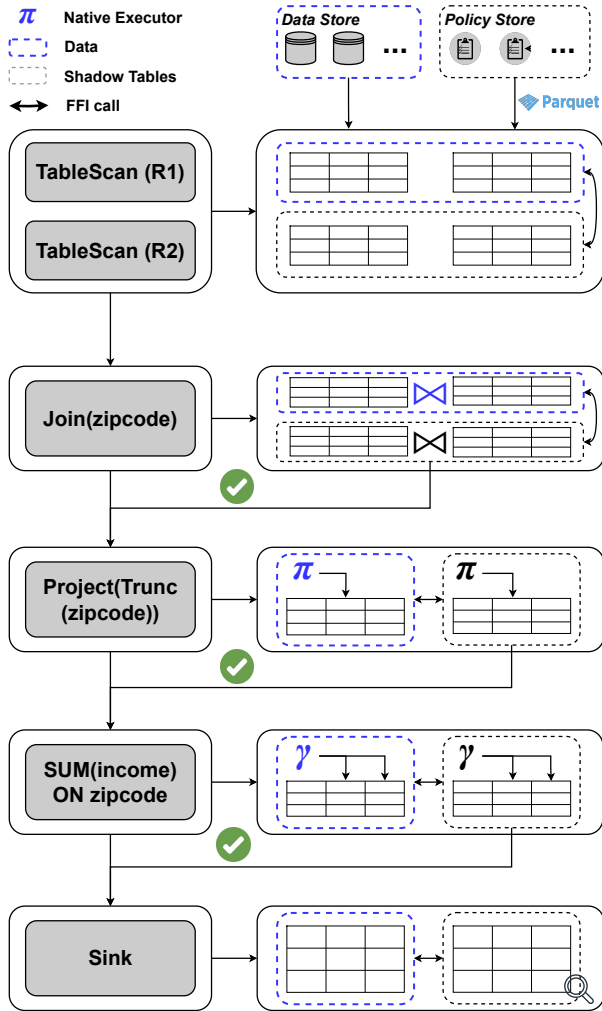 π Native Executor
Data
Shadow Tables
FFI call
Data Store
...
Policy Store
...
Parquet
TableScan (R1)
TableScan (R2)
Join(zipcode)
Project(Trunc
(zipcode))
π
π
SUM(income)
ON zipcode
γ
γ
Sink